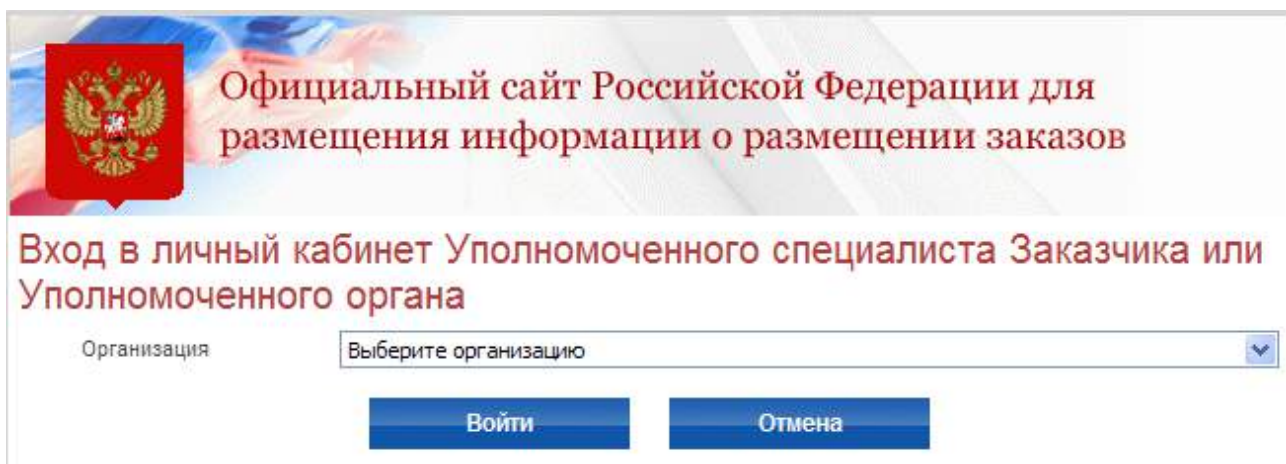 Официальный сайт Российской Федерации для
размещения информации о размещении заказов
Вход в личный кабинет Уполномоченного специалиста Заказчика или
Уполномоченного органа
Организация
Выберите организацию
Войти
Отмена